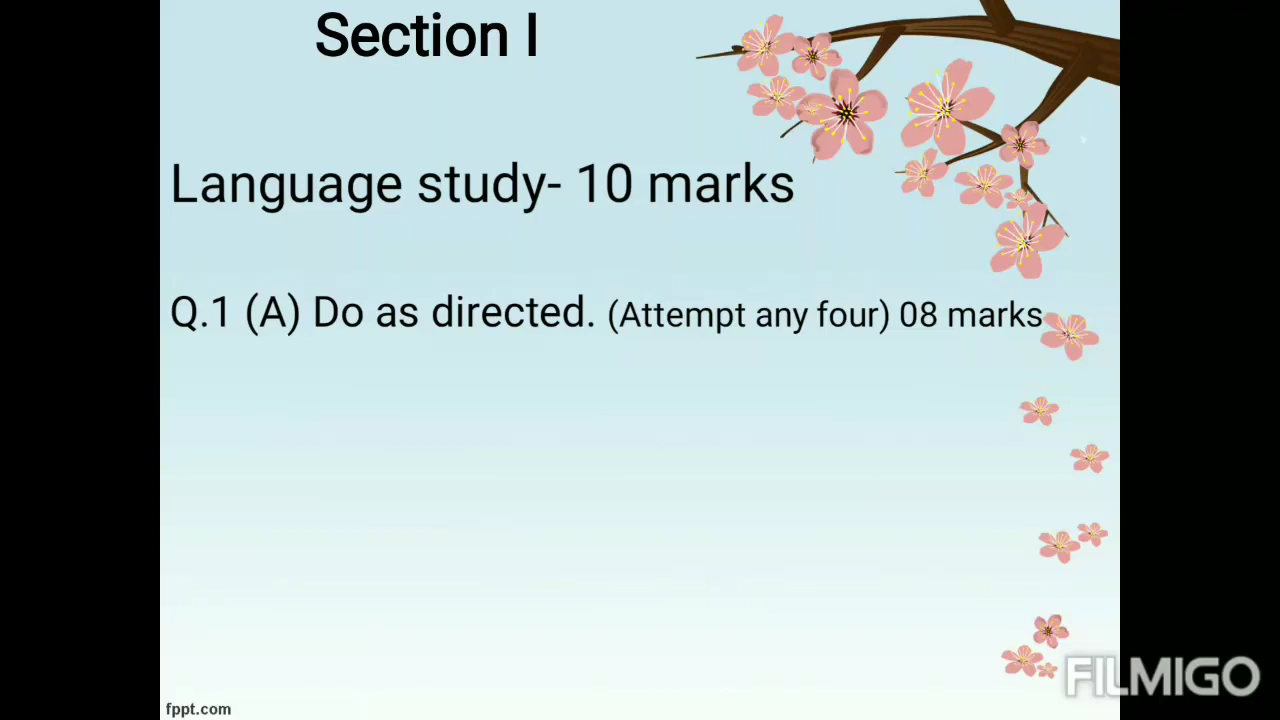 Section I
Language study- 10 marks
Q.1 (A) Do as directed. (Attempt any four) 08 marks
FILMIGO
fppt.com